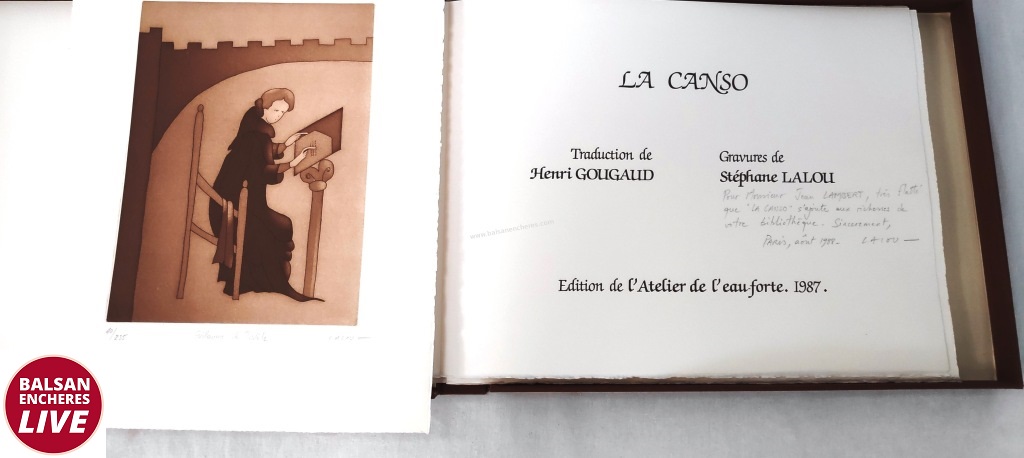 LA CANSO
Traduction de
Henri GOUGAUD
Gravures de
Stéphane LALOU
Pour Monsieur Jean LAMBERT, très flatté
que "LA CANSO" s'ajoute aux richesses de
votre bibliothèque. Sincèrement,
Paris, août 1988. LALOU
Edition de l'Atelier de l'eau-forte. 1987.
www.balsanencheres.com
LALOU
BALSAN
ENCHERES
LIVE